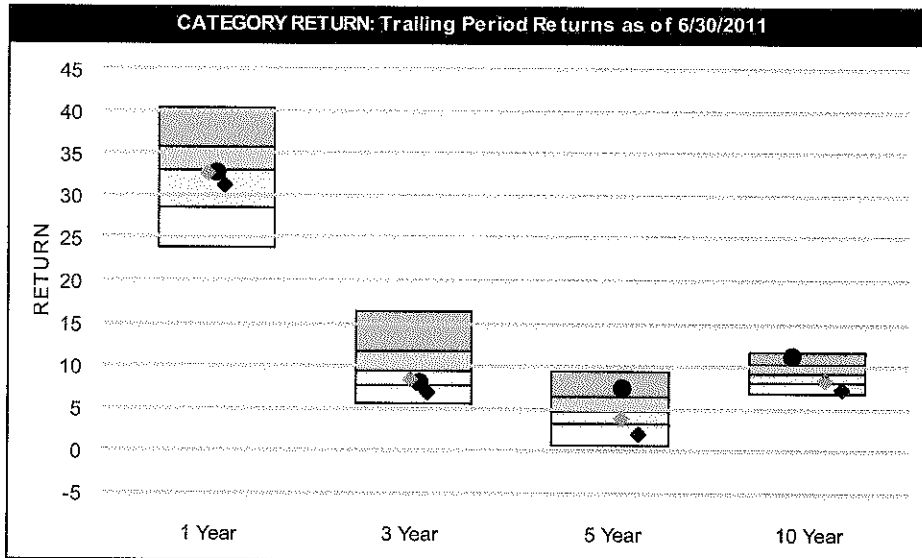 CATEGORY RETURN: Trailing Period Returns as of 6/30/2011
45
40
35
30
25
20
15
10
5
0
-5
RETURN
1 Year
3 Year
5 Year
10 Year